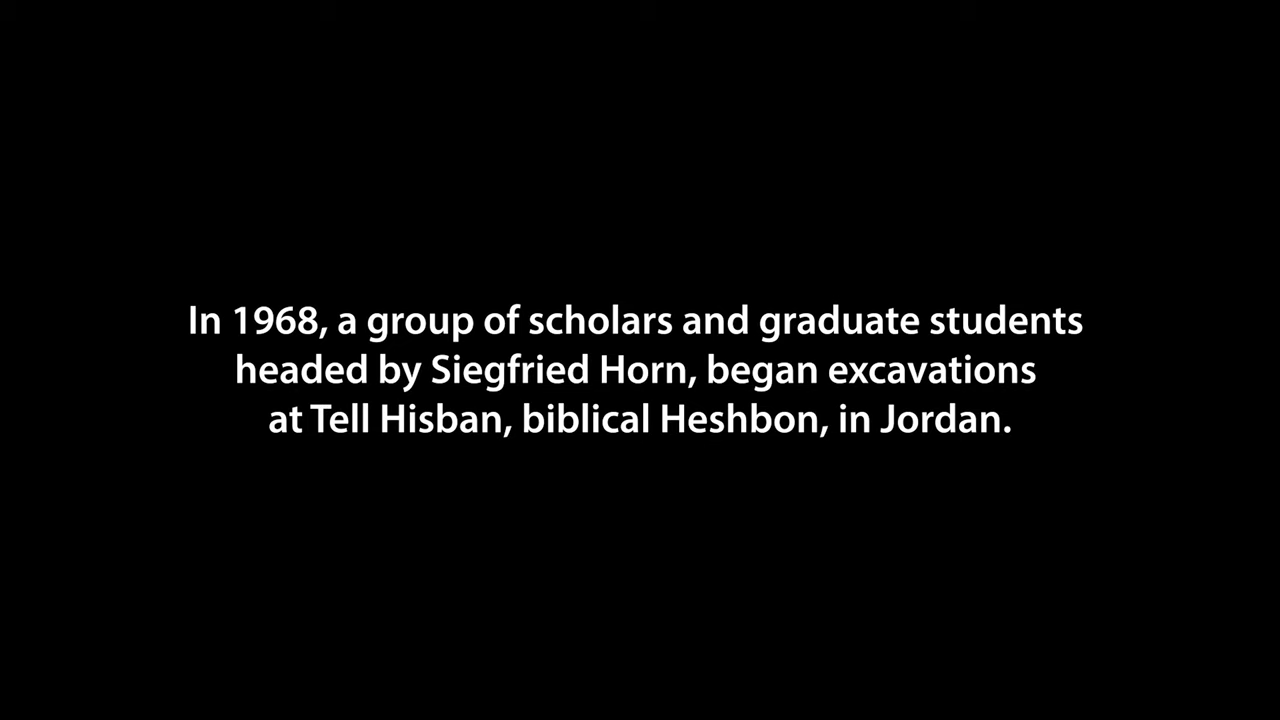 In 1968, a group of scholars and graduate students
headed by Siegfried Horn, began excavations
at Tell Hisban, biblical Heshbon, in Jordan.